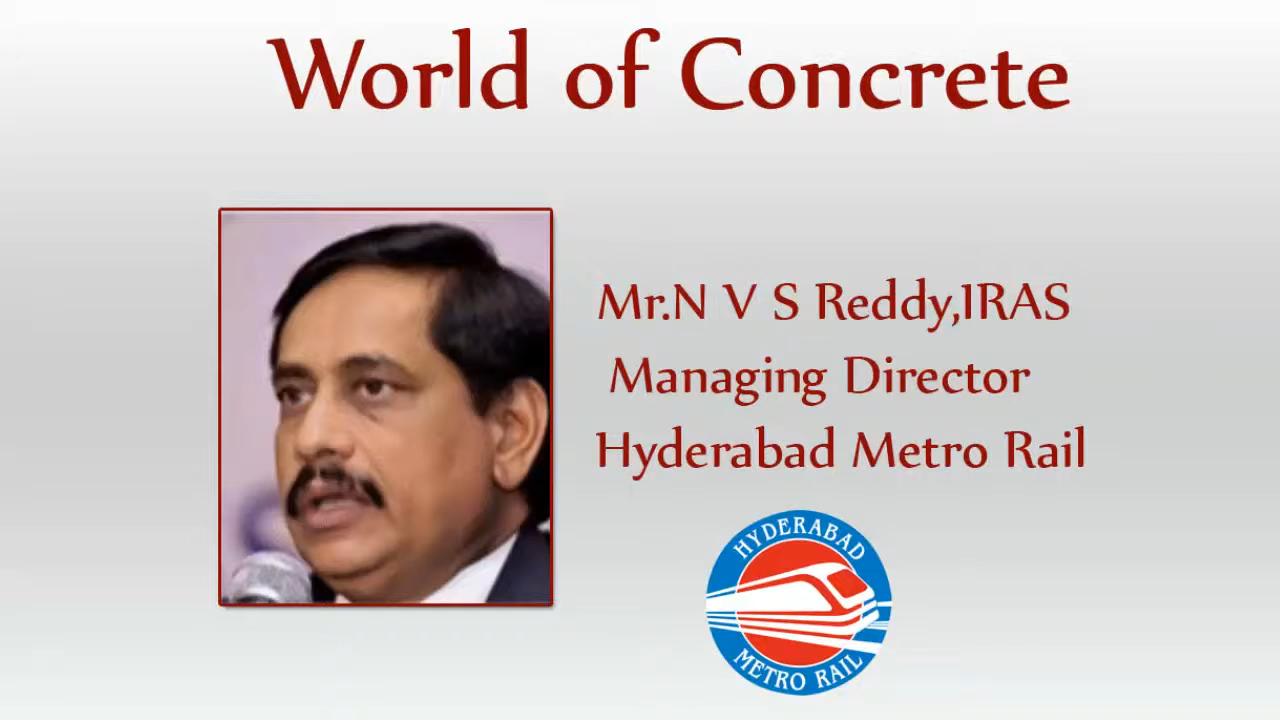 World of Concrete
Mr.N V S Reddy,IRAS
Managing Director
Hyderabad Metro Rail
HYDERABAD
METRO RAIL